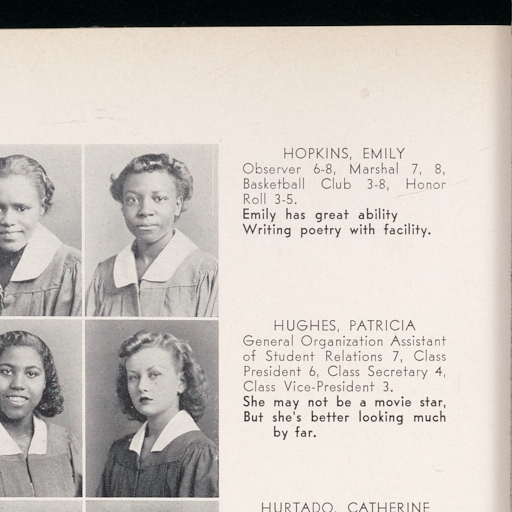 HOPKINS, EMILY
Observer 6-8, Marshal 7, 8,
Basketball Club 3-8, Honor
Roll 3-5.
Emily has great ability
Writing poetry with facility.
HUGHES, PATRICIA
General Organization Assistant
of Student Relations 7, Class
President 6, Class Secretary 4,
Class Vice-President 3.
She may not be a movie star,
But she's better looking much
by far.
HURTADO, CATHERINE